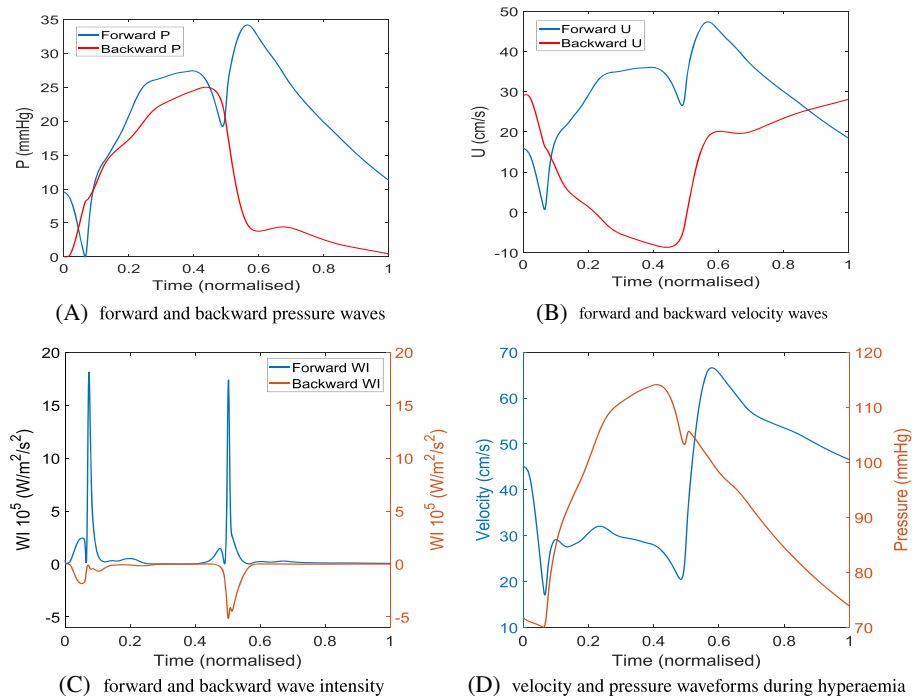 35
30
25
20
15
10
5
0
P (mmHg)
Forward P
Backward P
0 0.2 0.4 0.6 0.8 1
Time (normalised)
(A) forward and backward pressure waves
50
40
30
20
10
0
-10
U (cm/s)
Forward U
Backward U
0 0.2 0.4 0.6 0.8 1
Time (normalised)
(B) forward and backward velocity waves
20
15
10
5
0
-5
WI 10^5 (W/m^2/s^2)
Forward WI
Backward WI
20
15
10
5
0
-5
WI 10^5 (W/m^2/s^2)
0 0.2 0.4 0.6 0.8 1
Time (normalised)
(C) forward and backward wave intensity
70
60
50
40
30
20
10
Velocity (cm/s)
120
110
100
90
80
70
Pressure (mmHg)
0 0.2 0.4 0.6 0.8 1
Time (normalised)
(D) velocity and pressure waveforms during hyperaemia